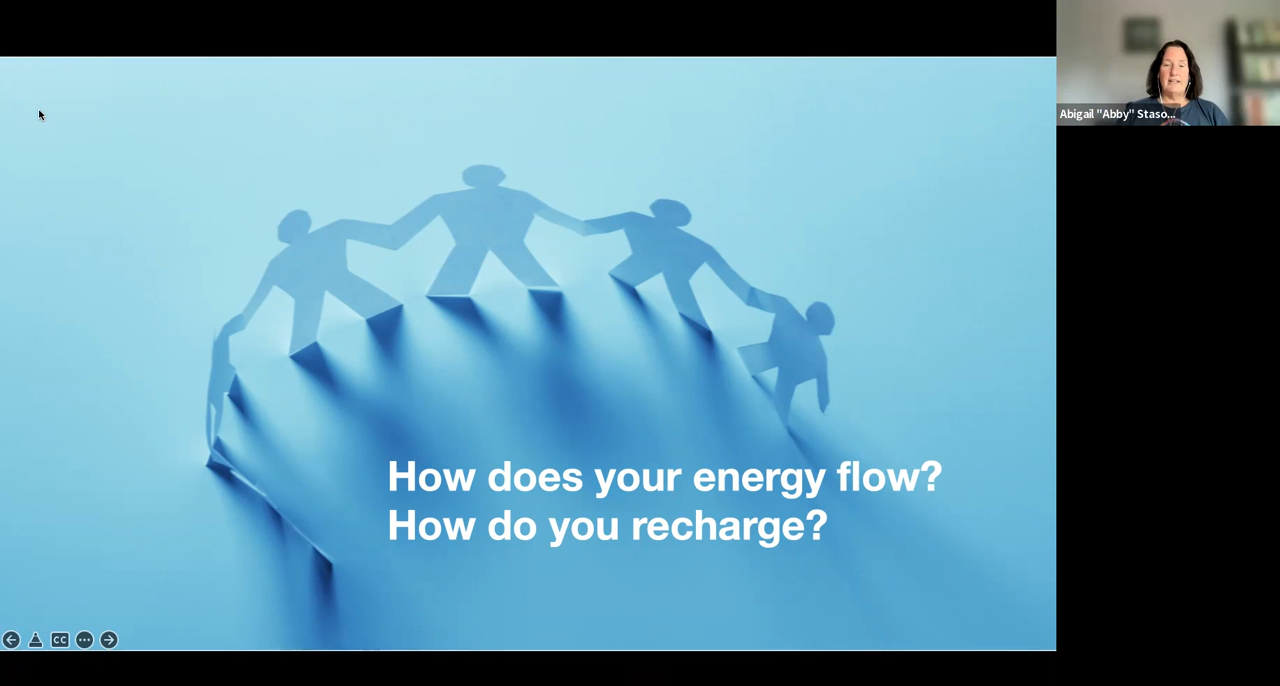 Abigail "Abby" Staso...
How does your energy flow?
How do you recharge?
CC